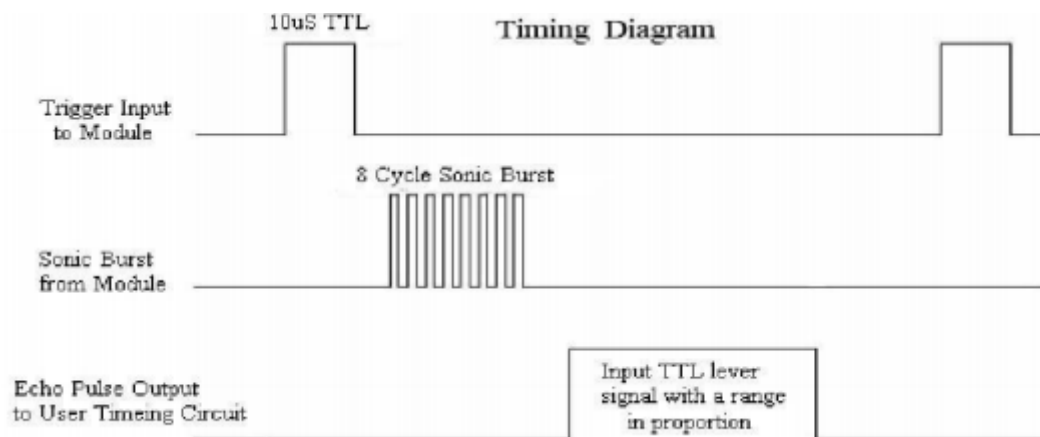 10uS TTL
Timing Diagram
Trigger Input
to Module
8 Cycle Sonic Burst
Sonic Burst
from Module
Echo Pulse Output
to User Timeing Circuit
Input TTL lever
signal with a range
in proportion